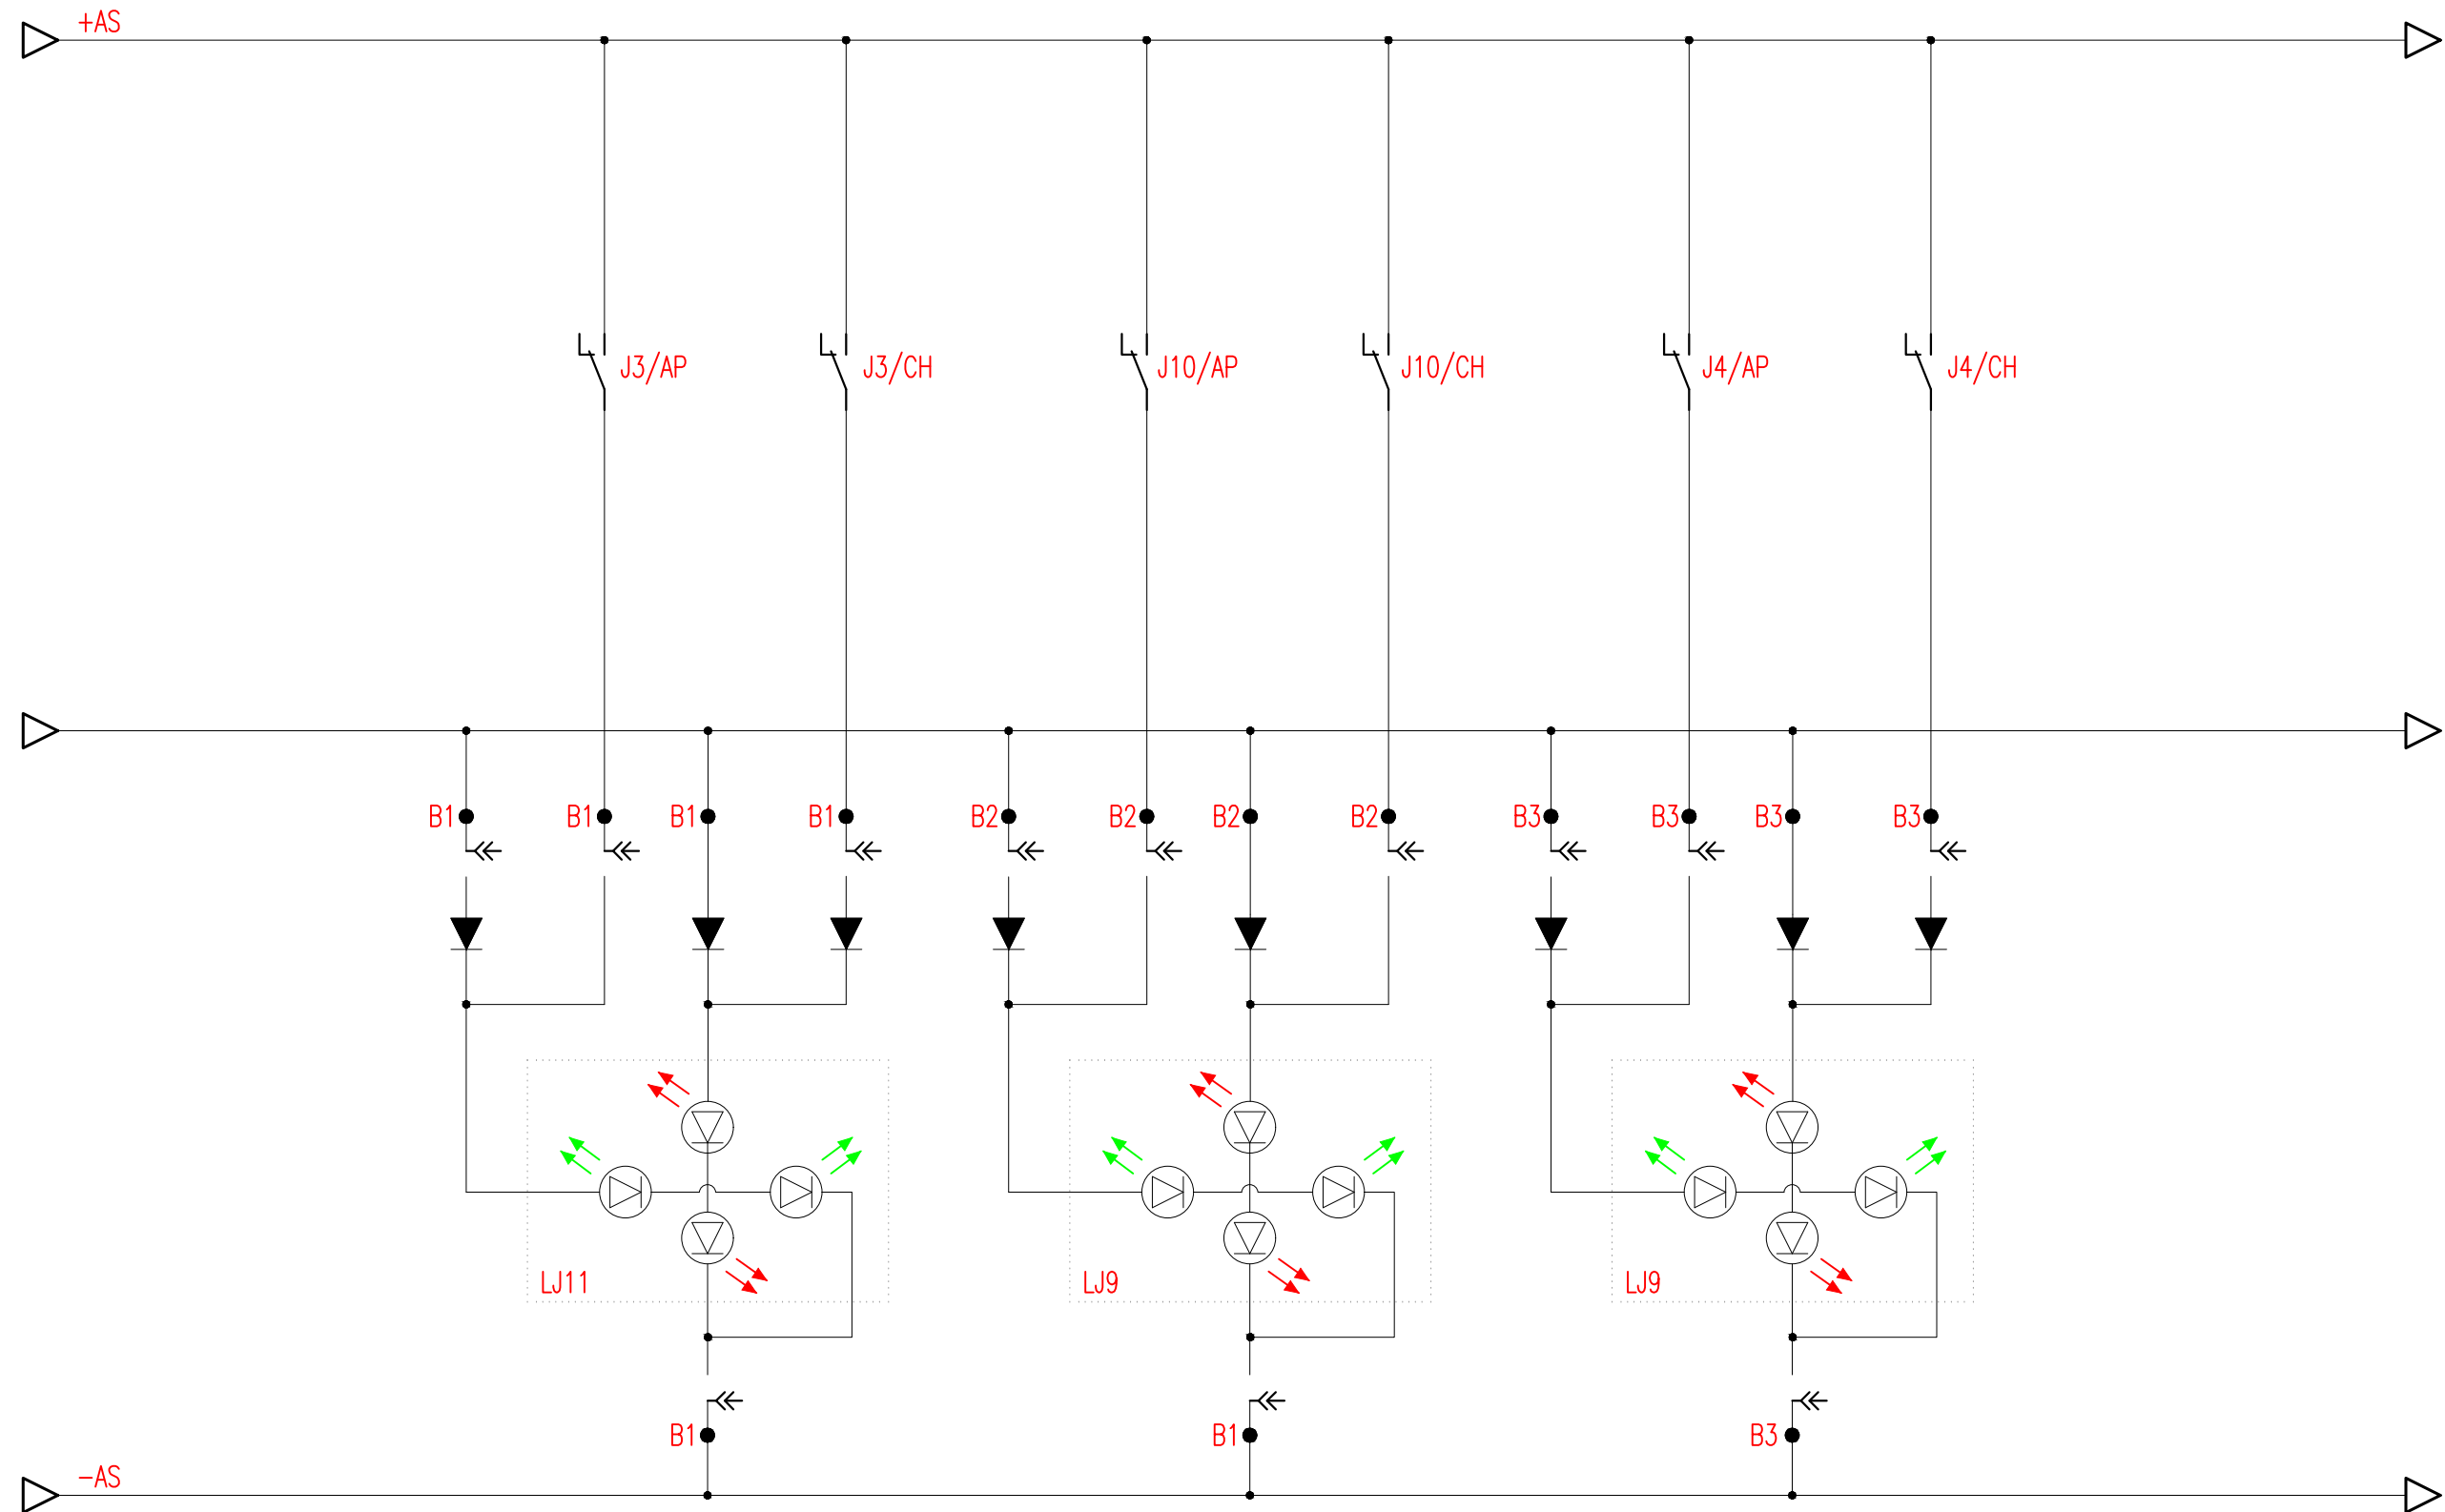 +AS
J3/AP J3/CH J10/AP J10/CH J4/AP J4/CH
B1 B1 B1 B1 B2 B2 B2 B2 B3 B3 B3 B3
LJ11 LJ9 LJ9
B1 B1 B3
-AS